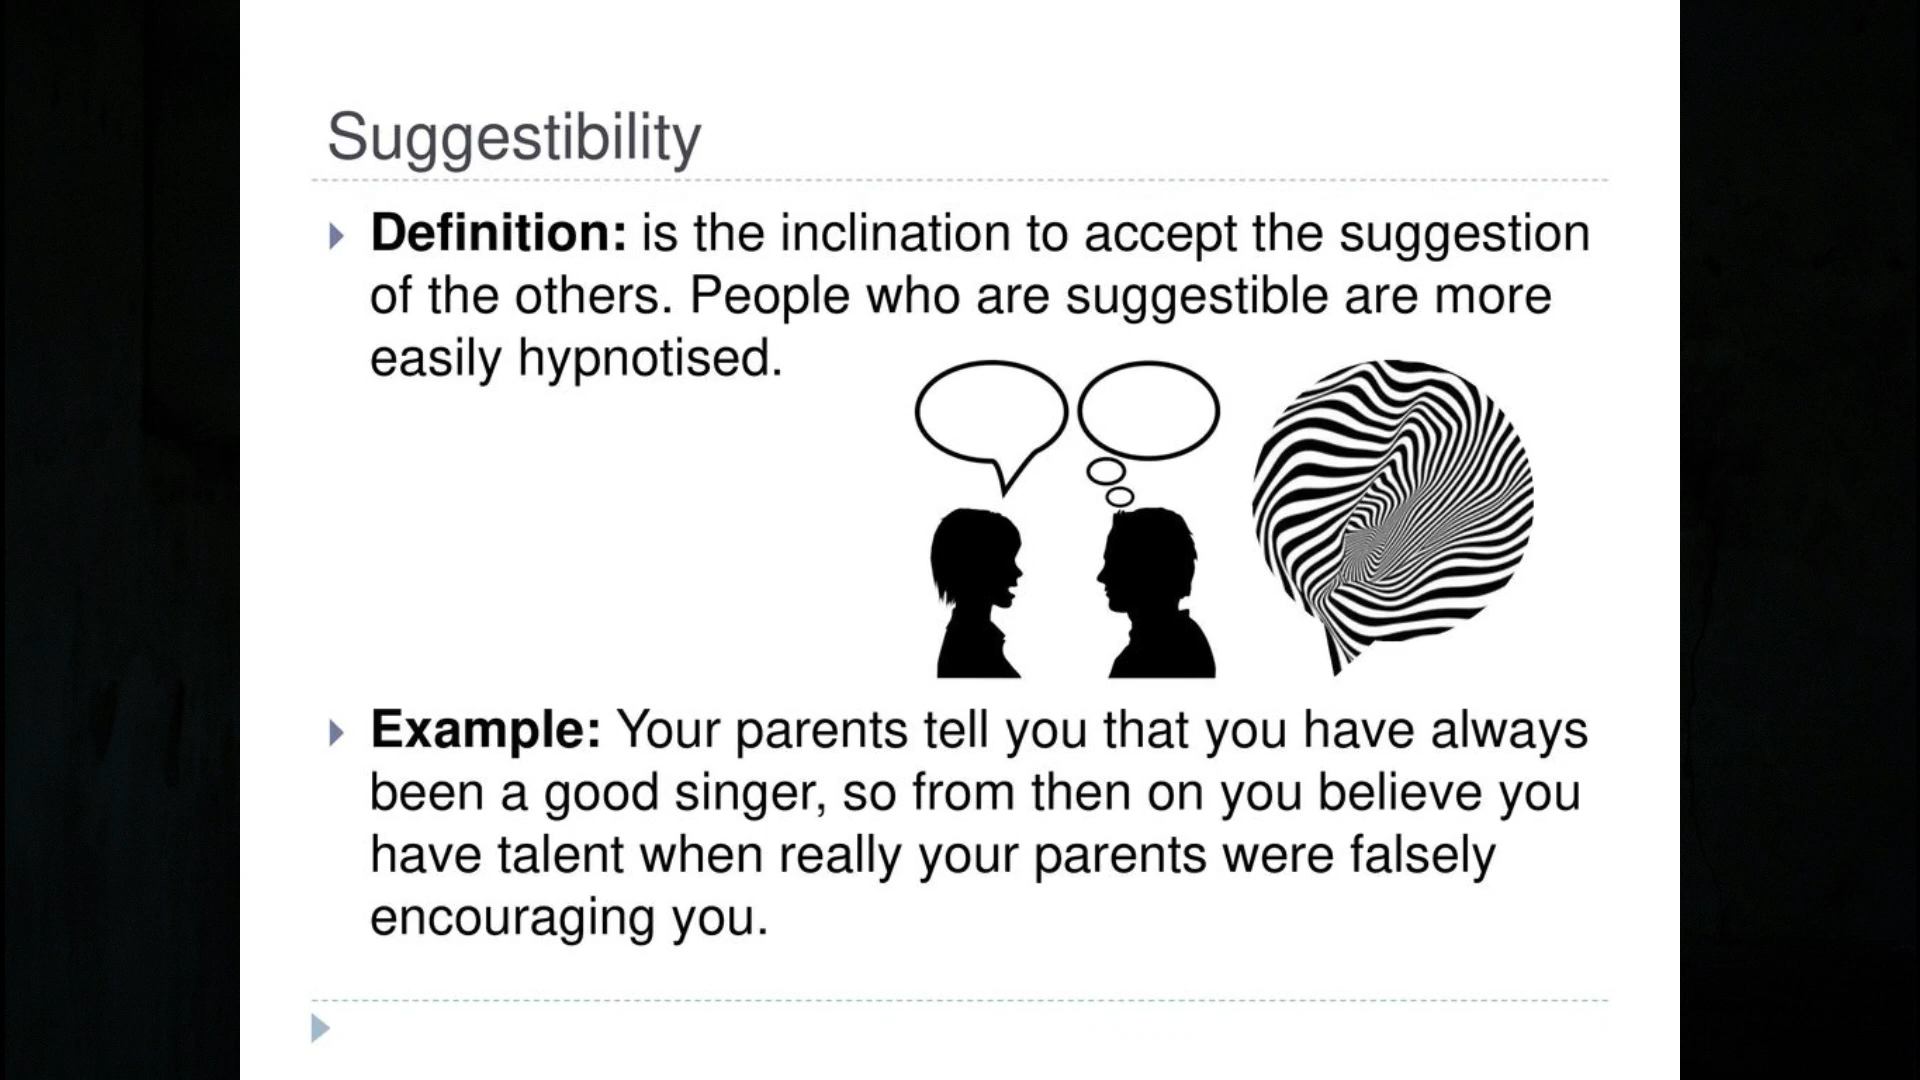 Suggestibility
Definition: is the inclination to accept the suggestion
of the others. People who are suggestible are more
easily hypnotised.
Example: Your parents tell you that you have always
been a good singer, so from then on you believe you
have talent when really your parents were falsely
encouraging you.